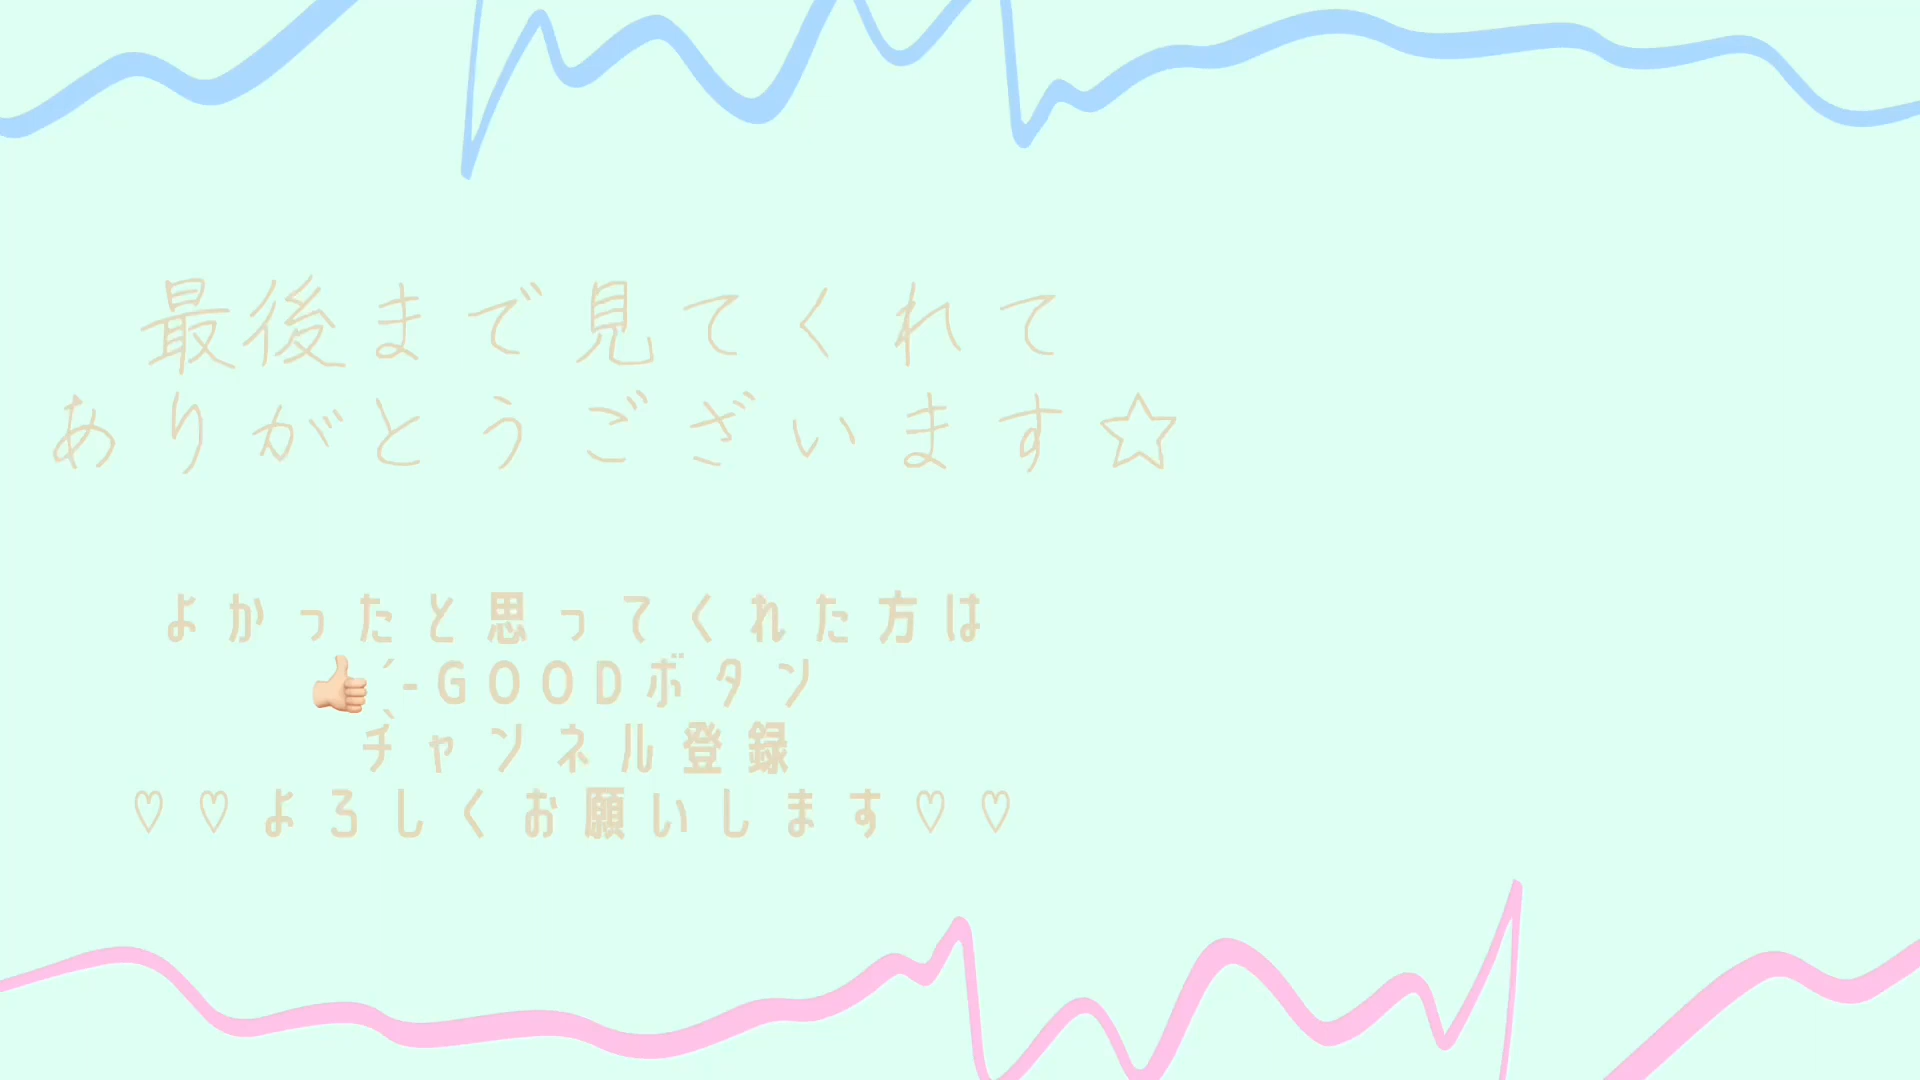 最後まで見てくれて
ありがとうございます☆
よかったと思ってくれた方は
👍🏻 ̖́-GOODボタン
チャンネル登録
♡♡よろしくお願いします♡♡